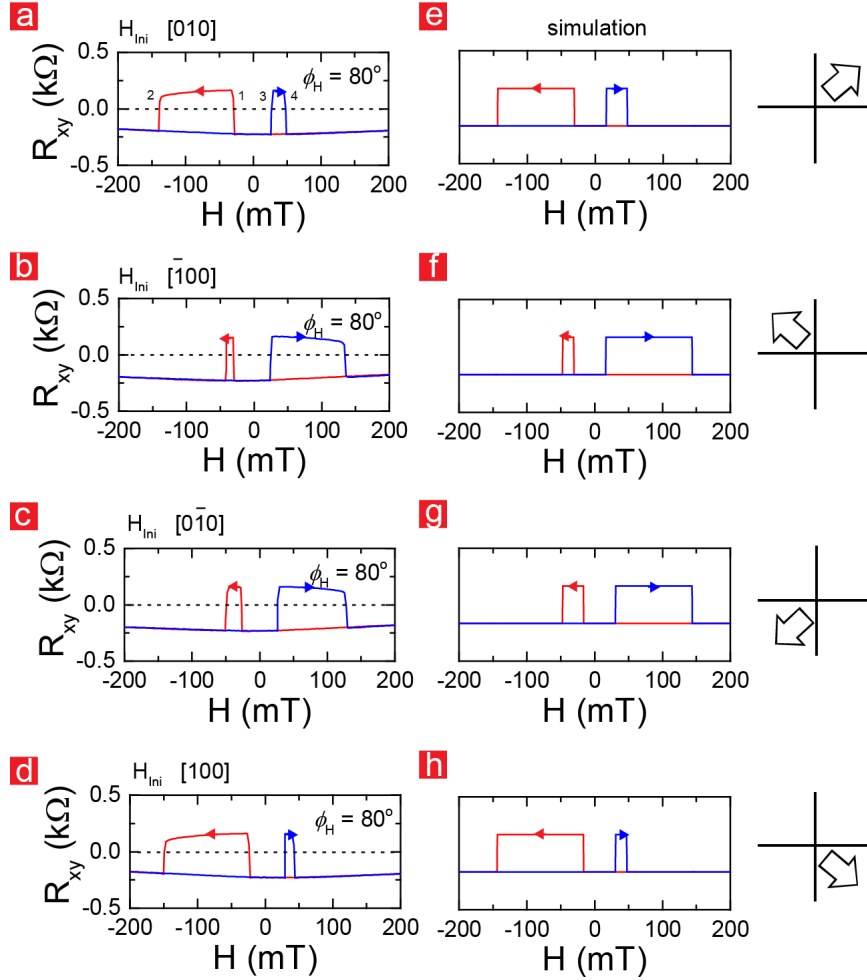 a
H_Ini [010]
R_xy (kΩ)
0.5
0.0
-0.5
ϕ_H = 80°
2 1 3 4
-200 -100 0 100 200
H (mT)
e
simulation
-200 -100 0 100 200
H (mT)
b
H_Ini [1̄00]
R_xy (kΩ)
0.5
0.0
-0.5
ϕ_H = 80°
-200 -100 0 100 200
H (mT)
f
-200 -100 0 100 200
H (mT)
c
H_Ini [01̄0]
R_xy (kΩ)
0.5
0.0
-0.5
ϕ_H = 80°
-200 -100 0 100 200
H (mT)
g
-200 -100 0 100 200
H (mT)
d
H_Ini [100]
R_xy (kΩ)
0.5
0.0
-0.5
ϕ_H = 80°
-200 -100 0 100 200
H (mT)
h
-200 -100 0 100 200
H (mT)